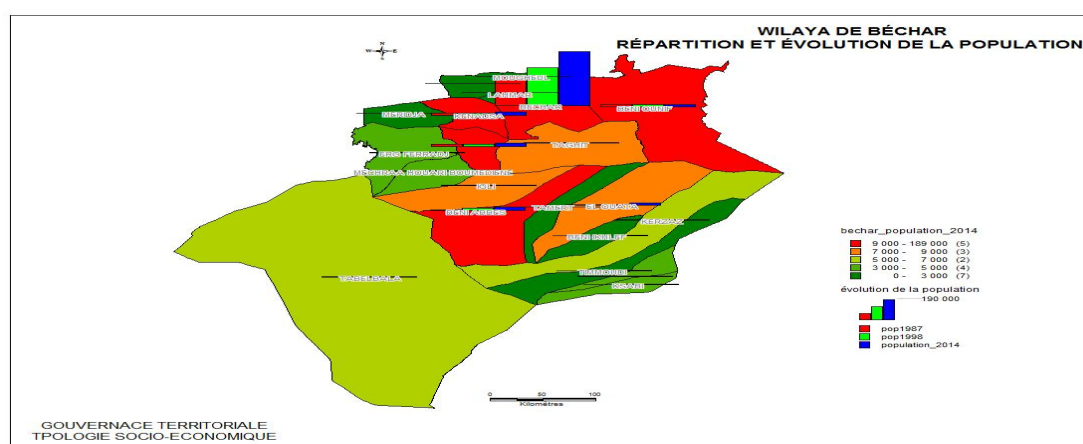 WILAYA DE BÉCHAR
RÉPARTITION ET ÉVOLUTION DE LA POPULATION
N
W E
S
MOUGHEUL
LAHMAR
BECHAR
BENI OUNIF
MERIDJA
KENADSA
TAGHIT
ERG FERRADJ
MECHRAA HOUARI BOUMEDIENE
IGLI
BENI ABBES
TAMERT
EL OUATA
KERZAZ
BENI IKHLEF
TIMMOUDI
TABELBALA
KSABI
bechar_population_2014
9 000 - 189 000 (5)
7 000 - 9 000 (3)
5 000 - 7 000 (2)
3 000 - 5 000 (4)
0 - 3 000 (7)
évolution de la population
190 000
pop1987
pop1998
population_2014
0 50 100
Kilomètres
GOUVERNACE TERRITORIALE
TPOLOGIE SOCIO-ECONOMIQUE